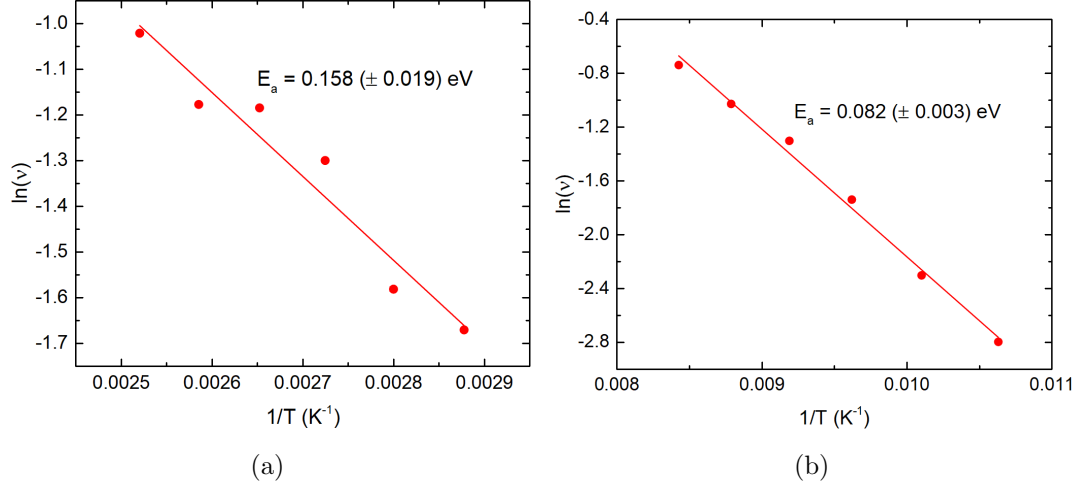 -1.0
-1.1
-1.2
-1.3
-1.4
-1.5
-1.6
-1.7
ln(ν)
Eₐ = 0.158 (± 0.019) eV
0.0025 0.0026 0.0027 0.0028 0.0029
1/T (K⁻¹)
(a)
-0.4
-0.8
-1.2
-1.6
-2.0
-2.4
-2.8
ln(ν)
Eₐ = 0.082 (± 0.003) eV
0.008 0.009 0.010 0.011
1/T (K⁻¹)
(b)